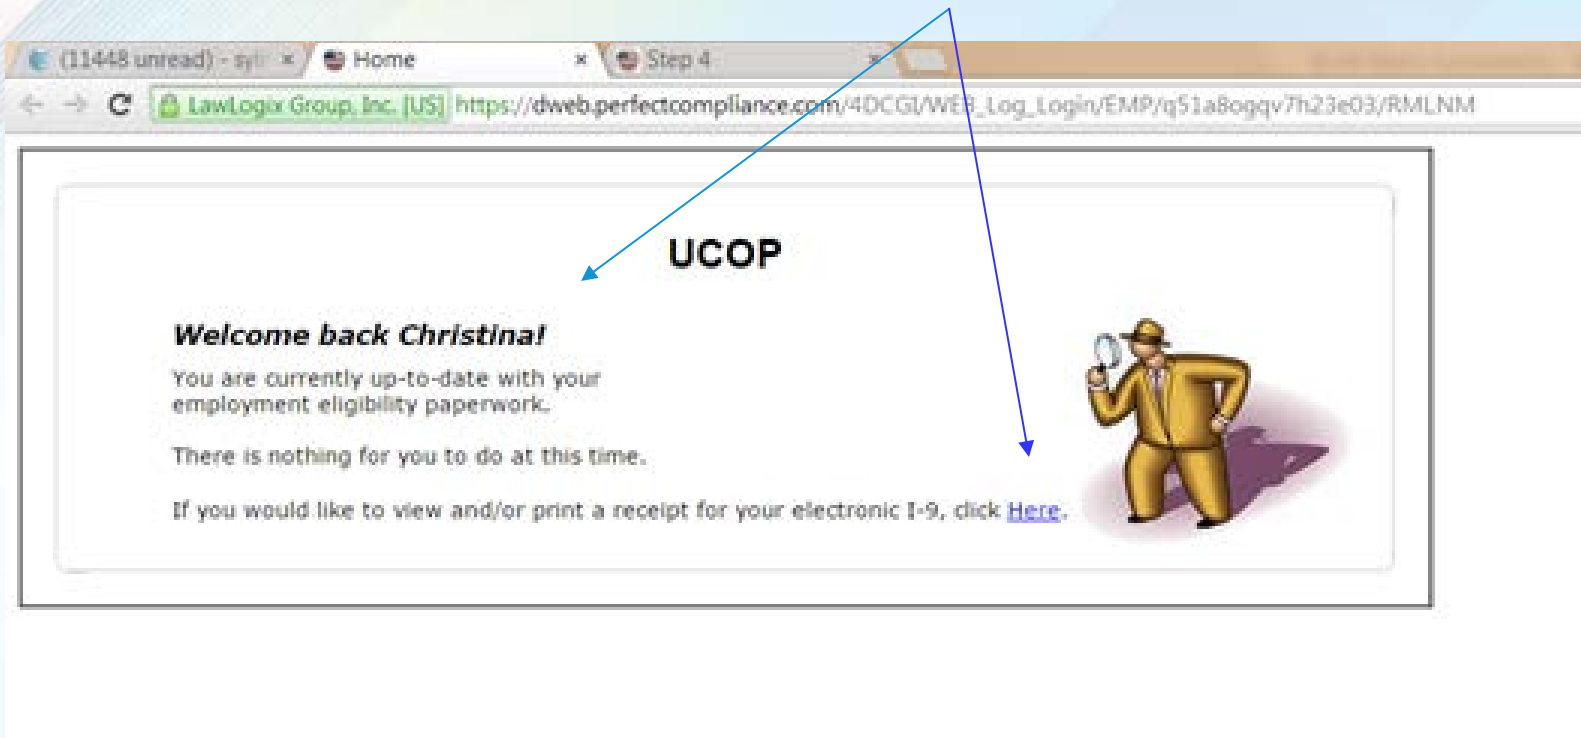 (11448 unread) - sy
Home
Step 4
LawLogix Group, Inc. [US] https://dweb.perfectcompliance.com/4DCGI/WEB_Log_Login/EMP/q51a8ogqv7h23e03/RMLNM
UCOP
Welcome back Christina!
You are currently up-to-date with your
employment eligibility paperwork.
There is nothing for you to do at this time.
If you would like to view and/or print a receipt for your electronic I-9, click Here.